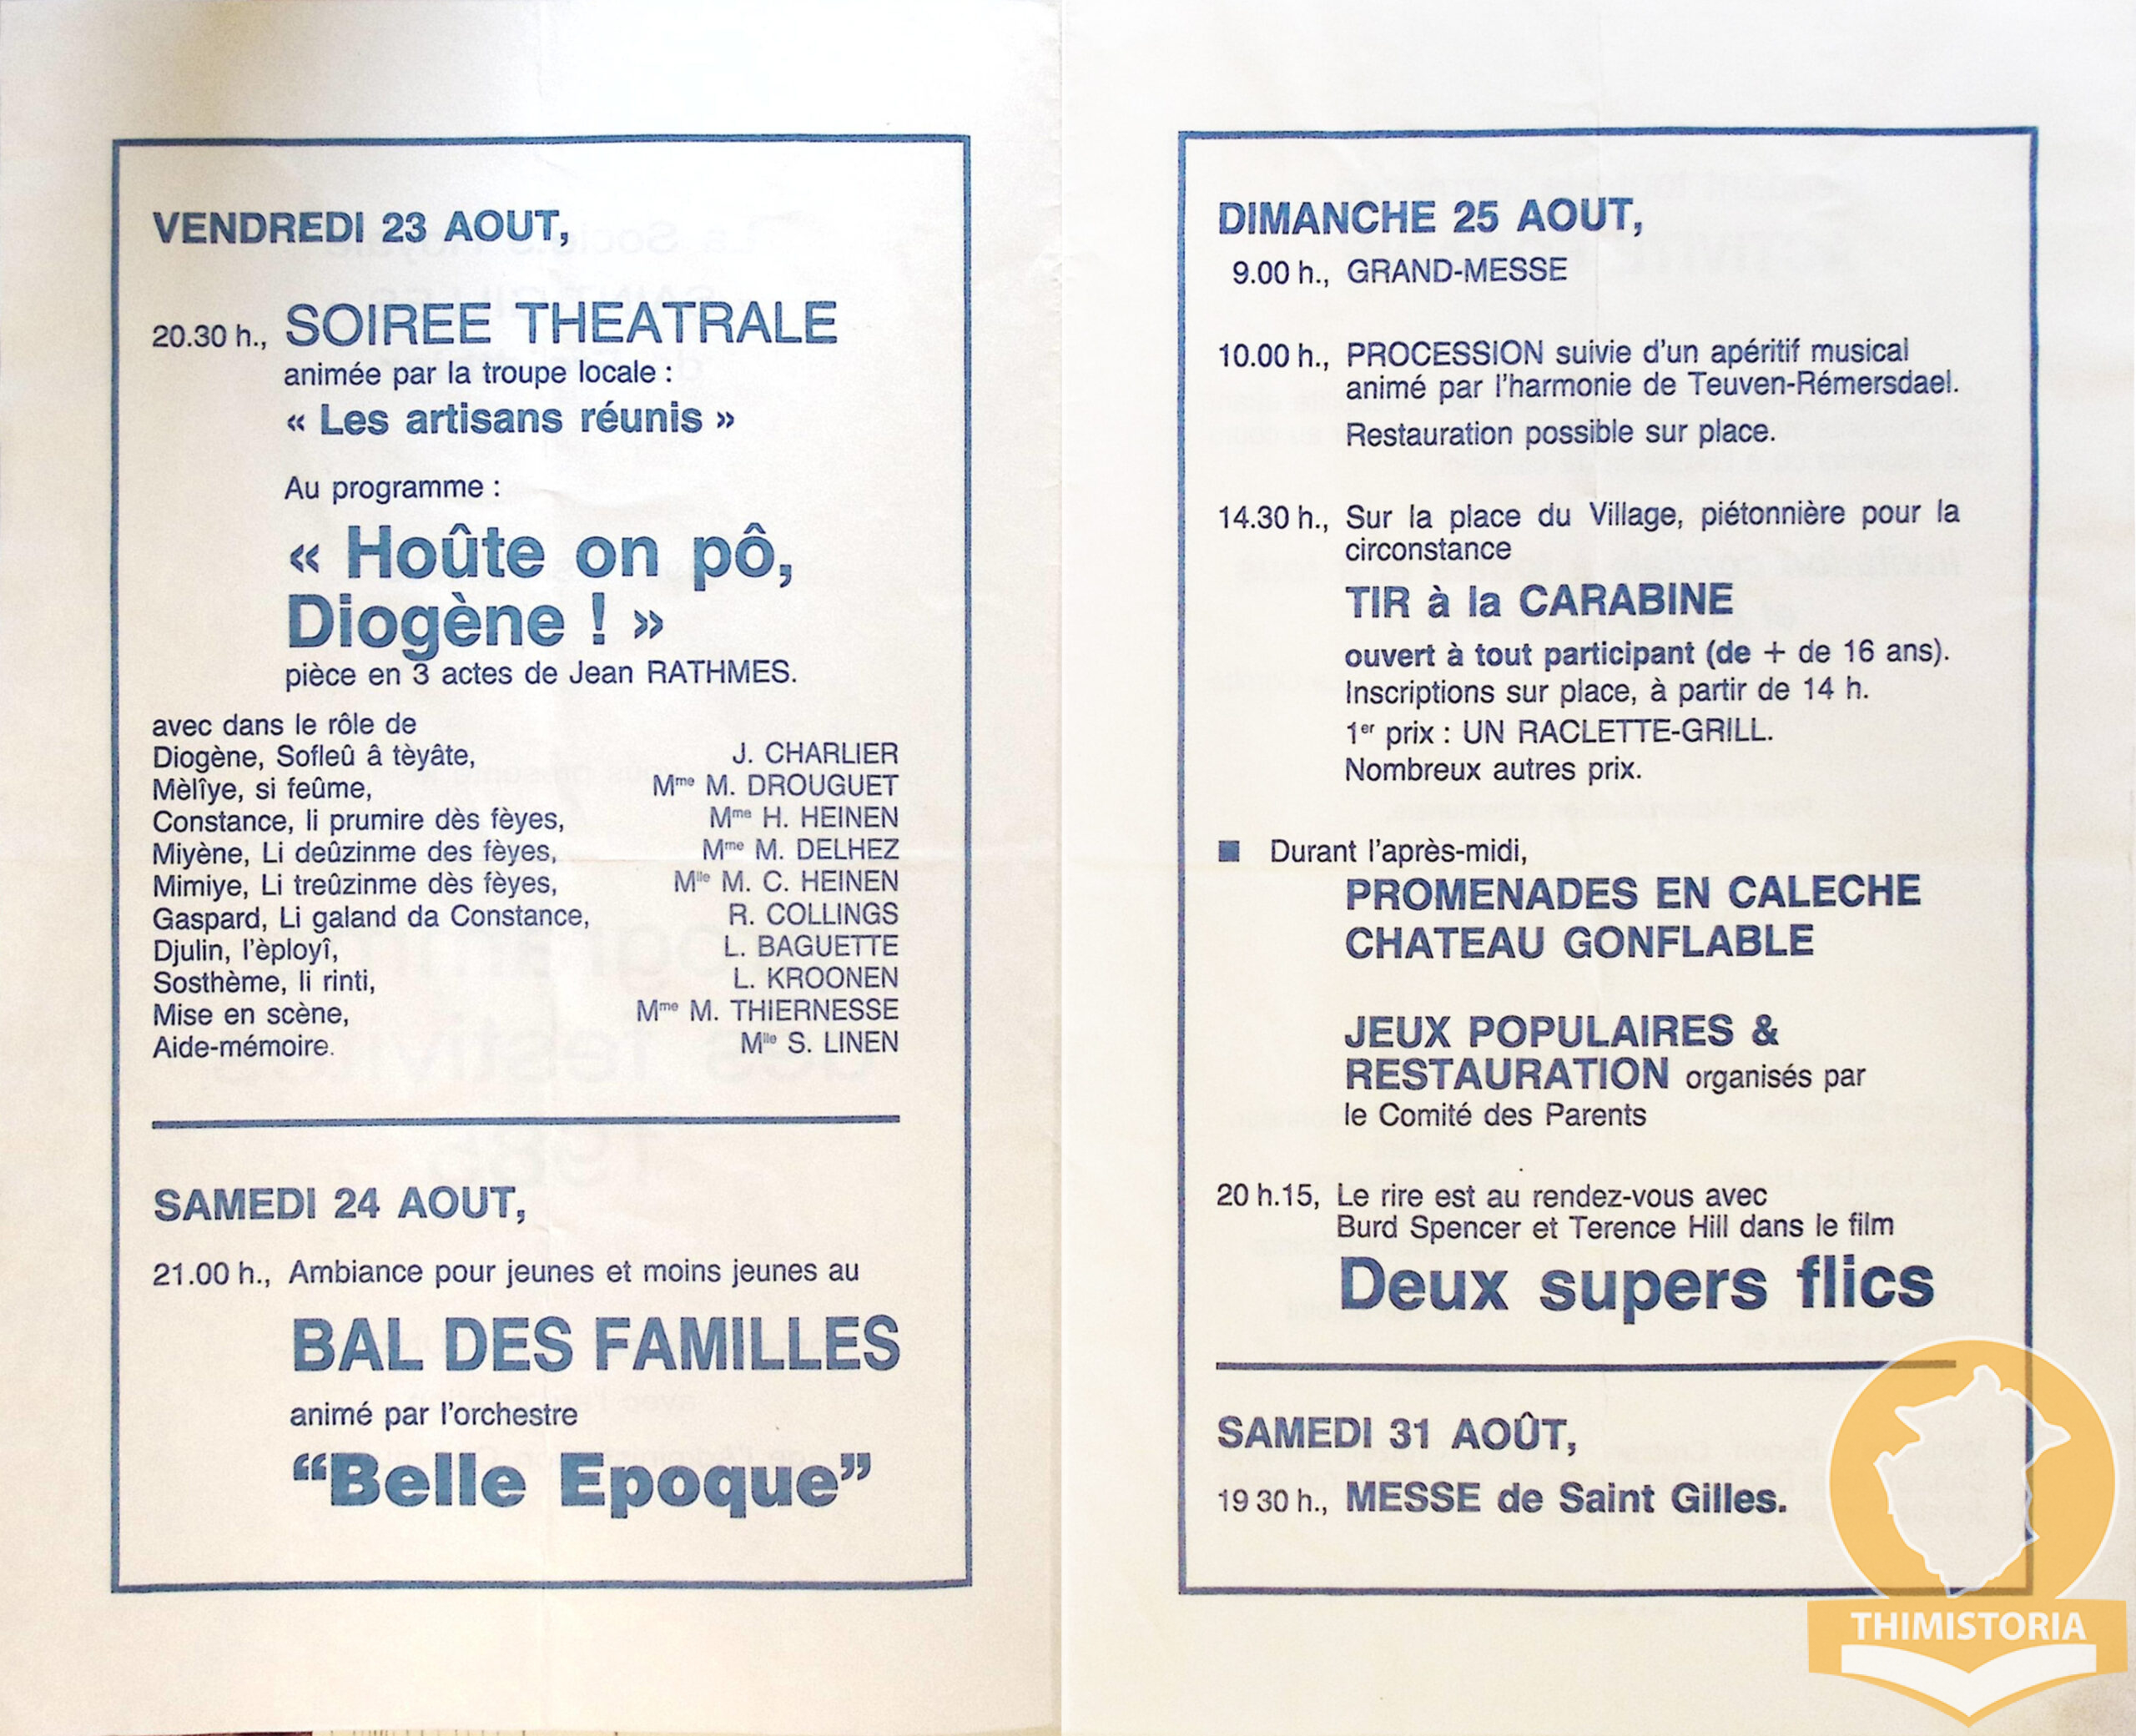 VENDREDI 23 AOUT,
20.30 h., SOIREE THEATRALE
animée par la troupe locale :
« Les artisans réunis »
Au programme :
« Hoûte on pô,
Diogène ! »
pièce en 3 actes de Jean RATHMES.
avec dans le rôle de
Diogène, Sofleû â tèyâte, J. CHARLIER
Mèlîye, si feûme, Mme M. DROUGUET
Constance, li prumire dès fèyes, Mme H. HEINEN
Miyène, Li deûzinme des fèyes, Mme M. DELHEZ
Mimiye, Li treûzinme dès fèyes, Mlle M. C. HEINEN
Gaspard, Li galand da Constance, R. COLLINGS
Djulin, l'èployî, L. BAGUETTE
Sosthème, li rinti, L. KROONEN
Mise en scène, Mme M. THIERNESSE
Aide-mémoire. Mlle S. LINEN
SAMEDI 24 AOUT,
21.00 h., Ambiance pour jeunes et moins jeunes au
BAL DES FAMILLES
animé par l'orchestre
“Belle Epoque”
DIMANCHE 25 AOUT,
9.00 h., GRAND-MESSE
10.00 h., PROCESSION suivie d'un apéritif musical
animé par l'harmonie de Teuven-Rémersdael.
Restauration possible sur place.
14.30 h., Sur la place du Village, piétonnière pour la
circonstance
TIR à la CARABINE
ouvert à tout participant (de + de 16 ans).
Inscriptions sur place, à partir de 14 h.
1er prix : UN RACLETTE-GRILL.
Nombreux autres prix.
■ Durant l'après-midi,
PROMENADES EN CALECHE
CHATEAU GONFLABLE
JEUX POPULAIRES &
RESTAURATION organisés par
le Comité des Parents
20 h.15, Le rire est au rendez-vous avec
Burd Spencer et Terence Hill dans le film
Deux supers flics
SAMEDI 31 AOÛT,
19 30 h., MESSE de Saint Gilles.
THIMISTORIA